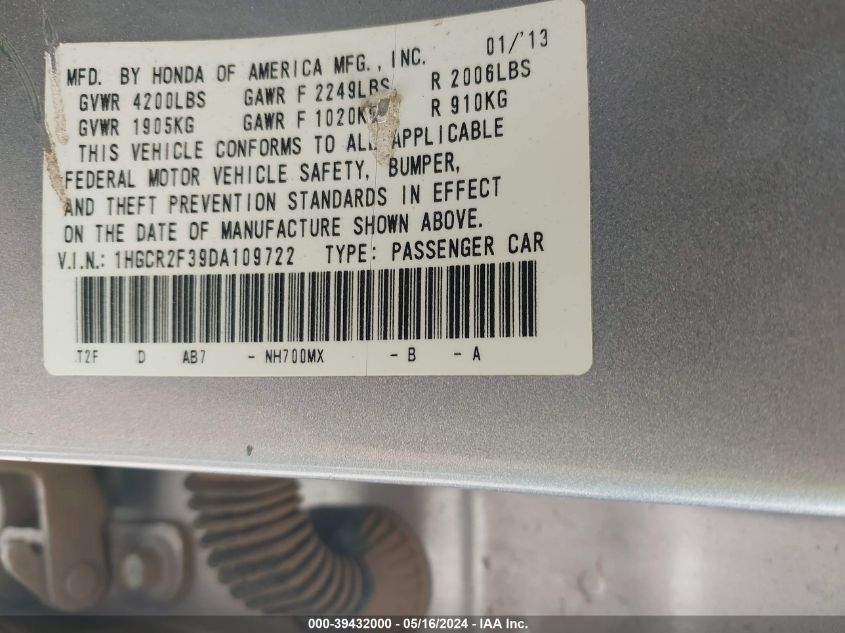 MFD. BY HONDA OF AMERICA MFG., INC. 01/'13
GVWR 4200LBS GAWR F 2249LBS R 2006LBS
GVWR 1905KG GAWR F 1020KG R 910KG
THIS VEHICLE CONFORMS TO ALL APPLICABLE
FEDERAL MOTOR VEHICLE SAFETY, BUMPER,
AND THEFT PREVENTION STANDARDS IN EFFECT
ON THE DATE OF MANUFACTURE SHOWN ABOVE.
V.I.N.: 1HGCR2F39DA109722 TYPE: PASSENGER CAR
T2F D AB7 - NH700MX - B - A
000-39432000 - 05/16/2024 - IAA Inc.